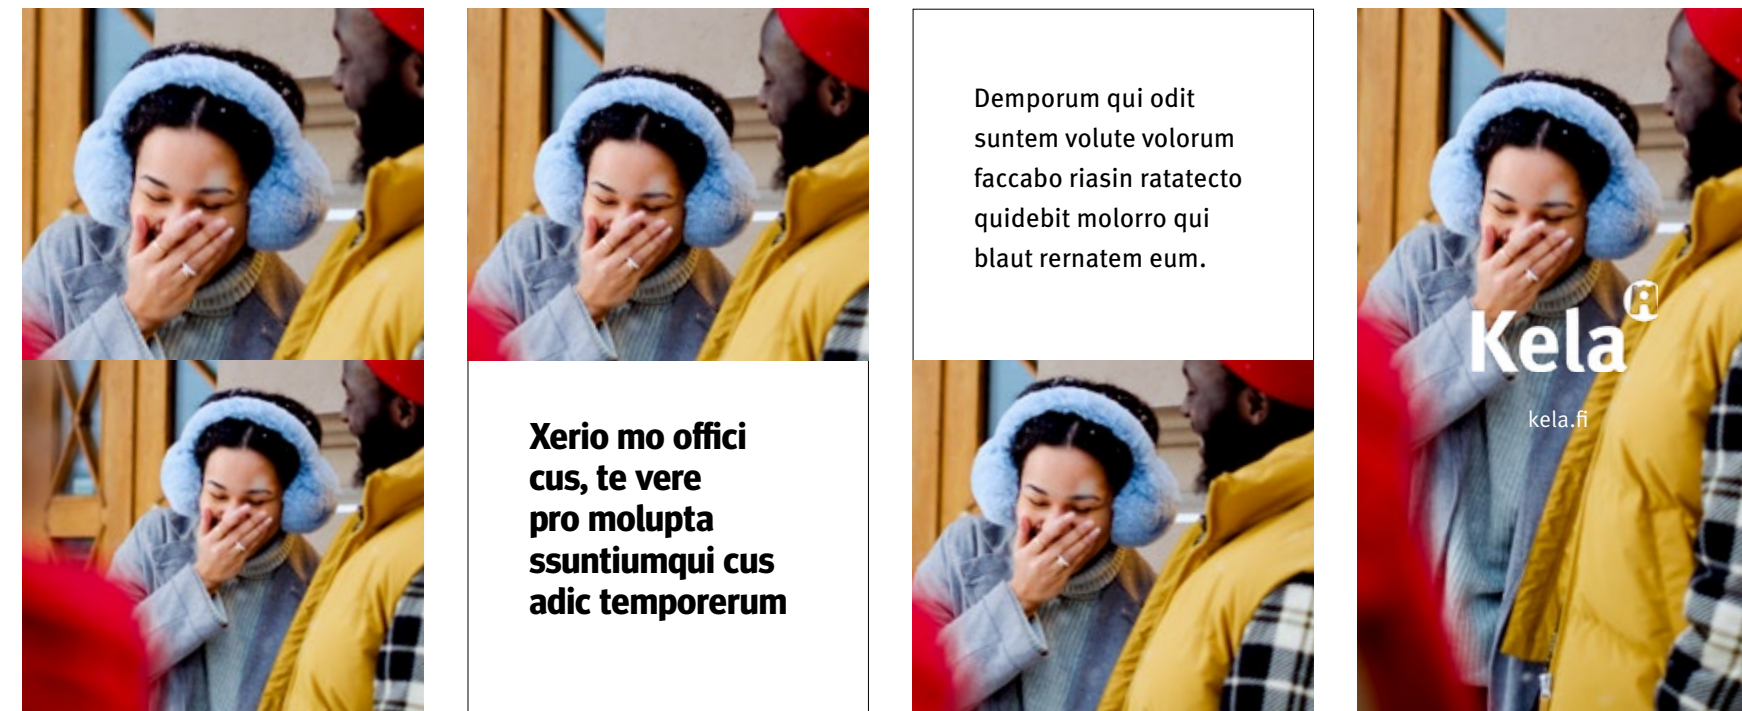 Xerio mo offici
cus, te vere
pro molupta
ssuntiumqui cus
adic temporerum
Demporum qui odit
suntem volute volorum
faccabo riasin ratatecto
quidebit molorro qui
blaut rernatem eum.
Kela
kela.fi